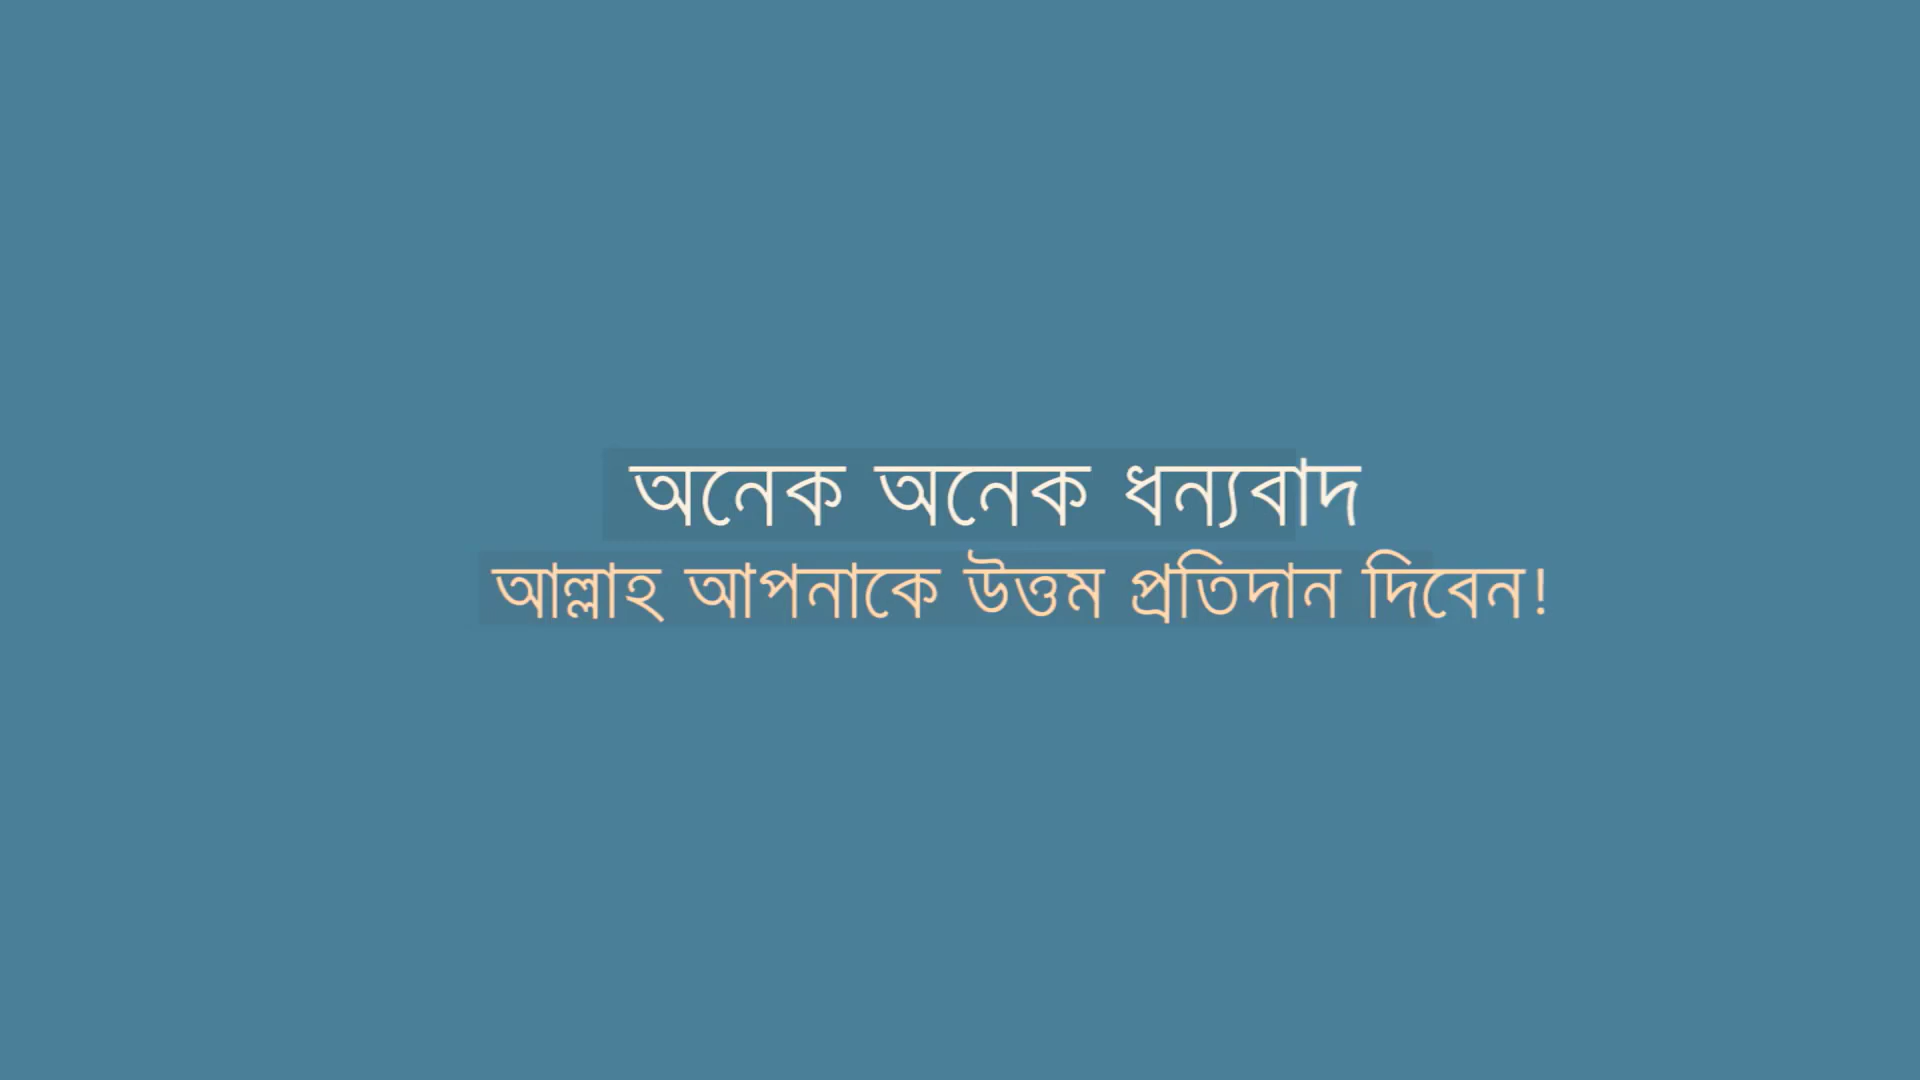 অনেক অনেক ধন্যবাদ
আল্লাহ আপনাকে উত্তম প্রতিদান দিবেন!